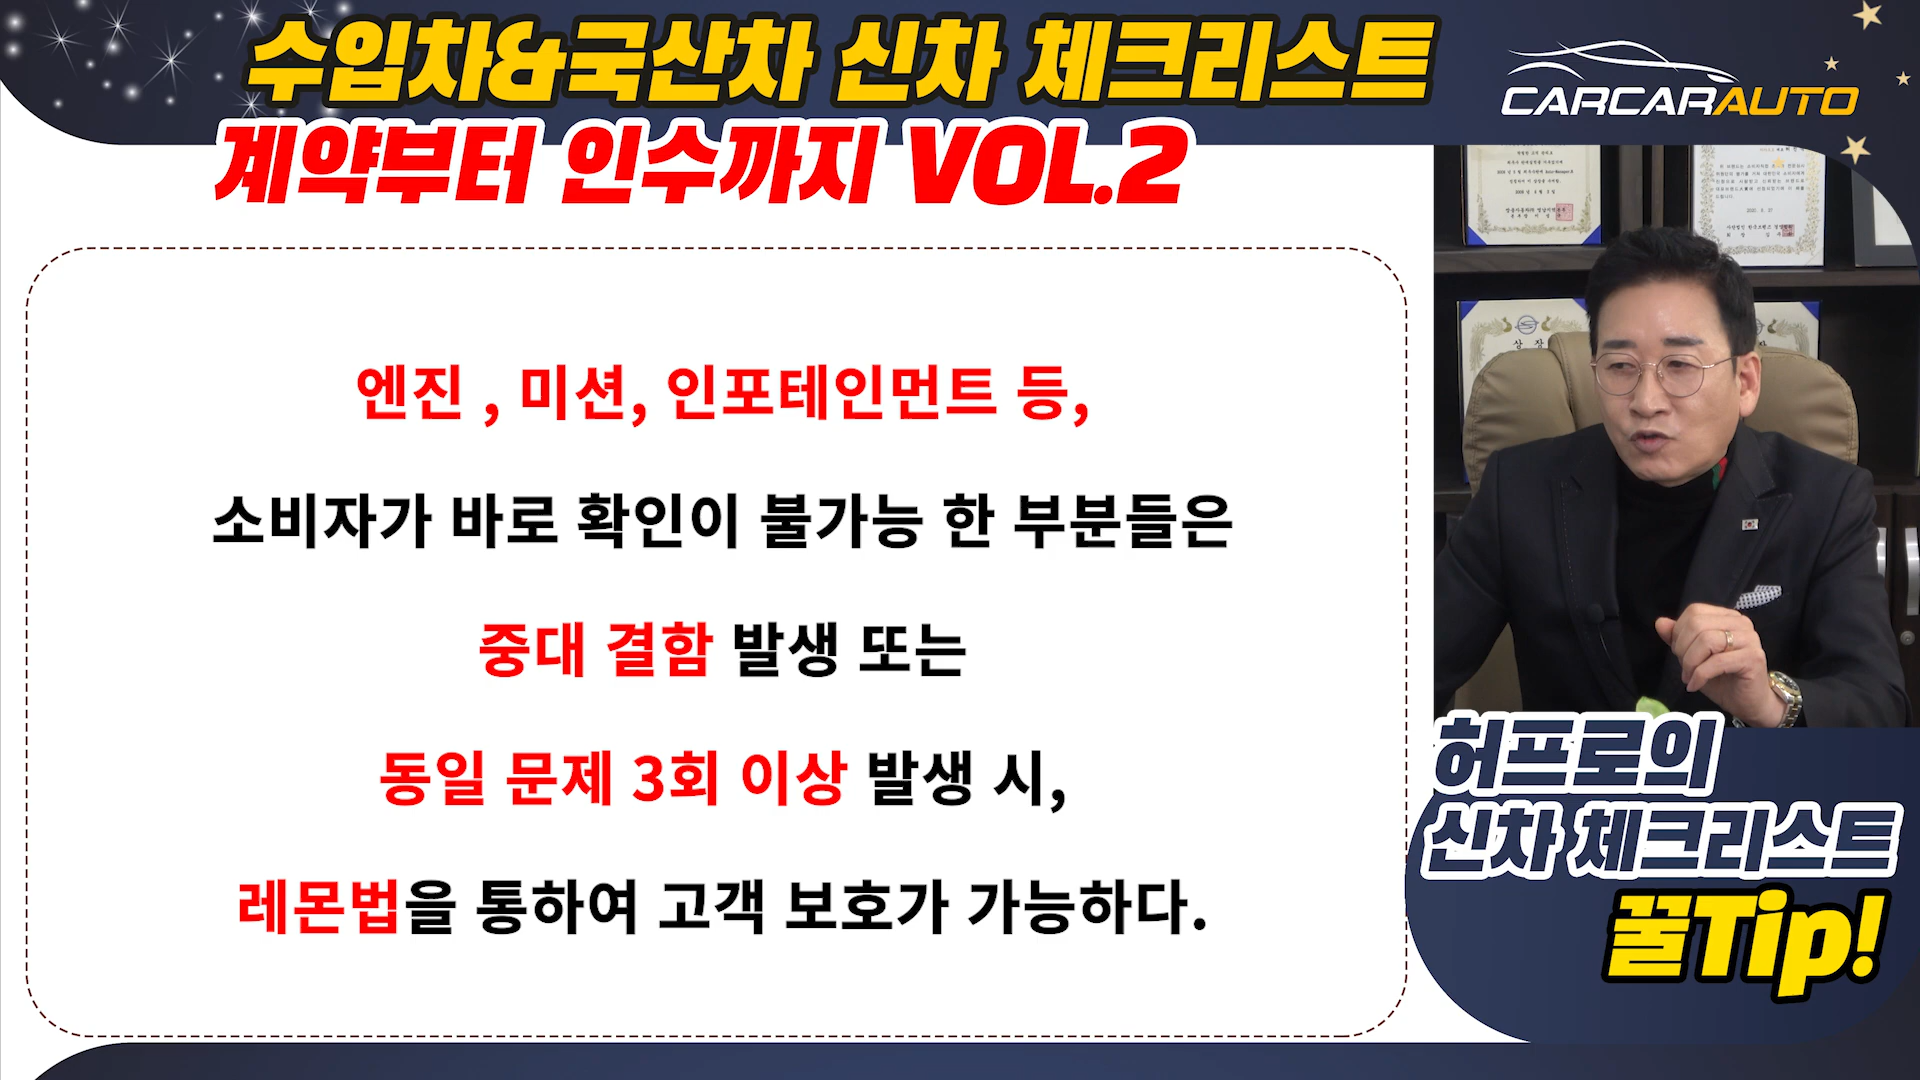 수입차&국산차 신차 체크리스트
CARCARAUTO
계약부터 인수까지 VOL.2
엔진 , 미션, 인포테인먼트 등,
소비자가 바로 확인이 불가능 한 부분들은
중대 결함 발생 또는
동일 문제 3회 이상 발생 시,
레몬법을 통하여 고객 보호가 가능하다.
상 장
허프로의
신차 체크리스트
꿀Tip!